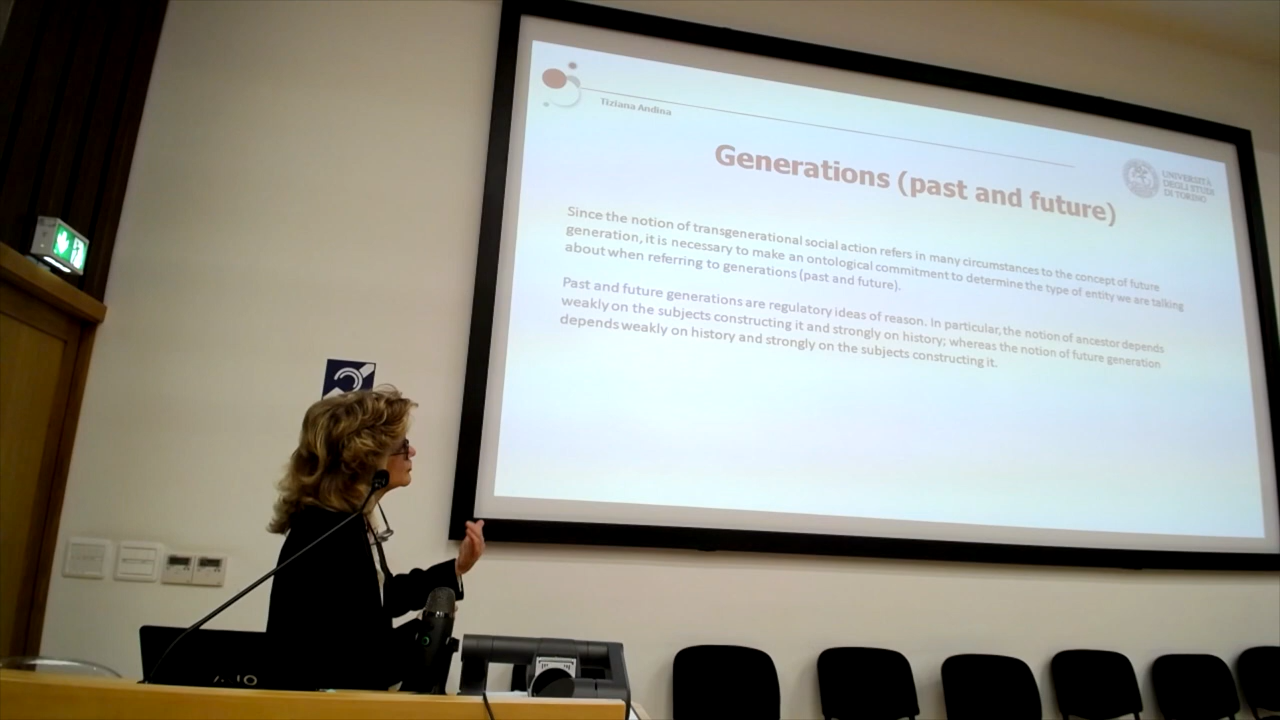 Tiziana Andina
Generations (past and future)
UNIVERSITÀ
DEGLI STUDI
DI TORINO
Since the notion of transgenerational social action refers in many circumstances to the concept of future
generation, it is necessary to make an ontological commitment to determine the type of entity we are talking
about when referring to generations (past and future).
Past and future generations are regulatory ideas of reason. In particular, the notion of ancestor depends
weakly on the subjects constructing it and strongly on history; whereas the notion of future generation
depends weakly on history and strongly on the subjects constructing it.